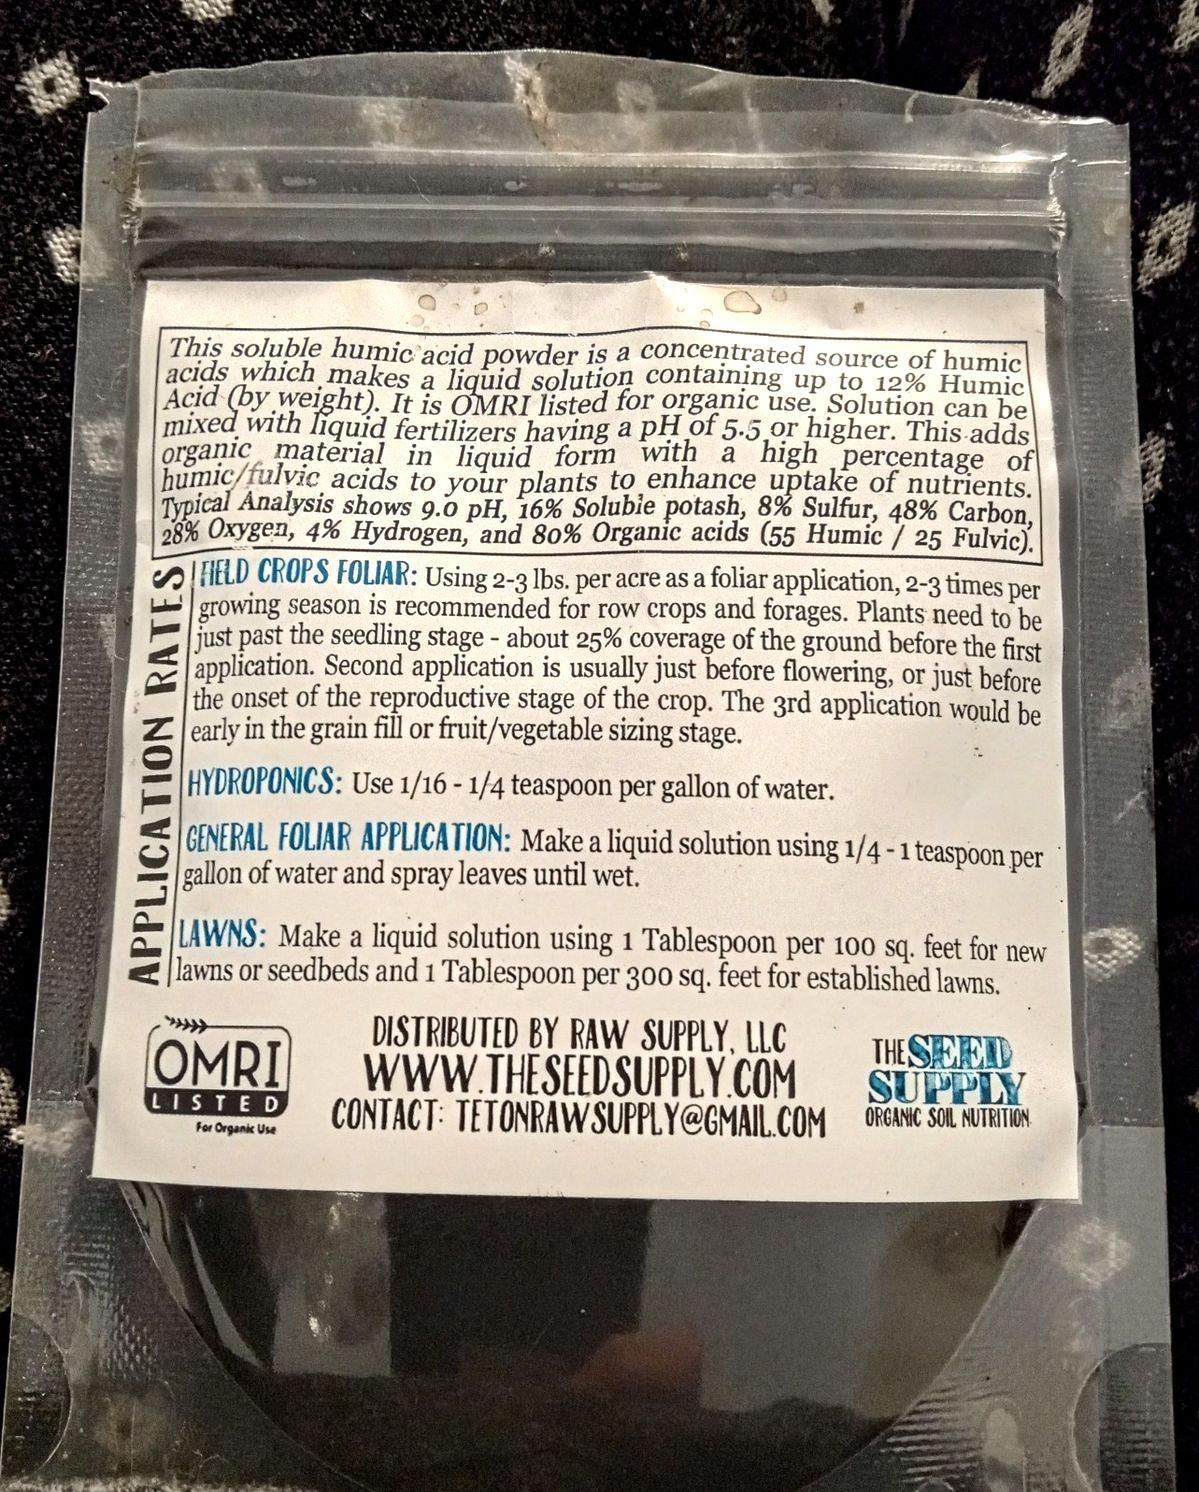 This soluble humic acid powder is a concentrated source of humic
acids which makes a liquid solution containing up to 12% Humic
Acid (by weight). It is OMRI listed for organic use. Solution can be
mixed with liquid fertilizers having a pH of 5.5 or higher. This adds
organic material in liquid form with a high percentage of
humic/fulvic acids to your plants to enhance uptake of nutrients.
Typical Analysis shows 9.0 pH, 16% Soluble potash, 8% Sulfur, 48% Carbon,
28% Oxygen, 4% Hydrogen, and 80% Organic acids (55 Humic / 25 Fulvic).
APPLICATION RATES
FIELD CROPS FOLIAR: Using 2-3 lbs. per acre as a foliar application, 2-3 times per
growing season is recommended for row crops and forages. Plants need to be
just past the seedling stage - about 25% coverage of the ground before the first
application. Second application is usually just before flowering, or just before
the onset of the reproductive stage of the crop. The 3rd application would be
early in the grain fill or fruit/vegetable sizing stage.
HYDROPONICS: Use 1/16 - 1/4 teaspoon per gallon of water.
GENERAL FOLIAR APPLICATION: Make a liquid solution using 1/4 - 1 teaspoon per
gallon of water and spray leaves until wet.
LAWNS: Make a liquid solution using 1 Tablespoon per 100 sq. feet for new
lawns or seedbeds and 1 Tablespoon per 300 sq. feet for established lawns.
OMRI
LISTED
For Organic Use
DISTRIBUTED BY RAW SUPPLY, LLC
WWW.THESEEDSUPPLY.COM
CONTACT: TETONRAWSUPPLY@GMAIL.COM
THE SEED
SUPPLY
ORGANIC SOIL NUTRITION